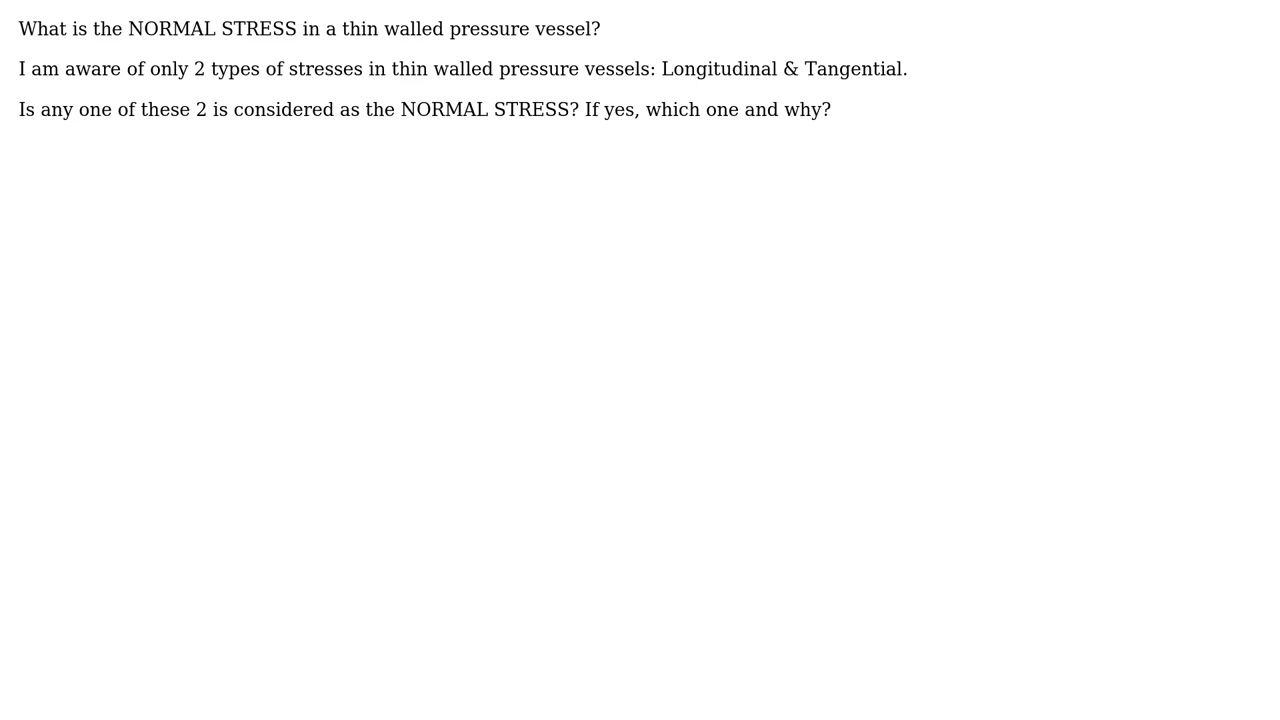 What is the NORMAL STRESS in a thin walled pressure vessel?
I am aware of only 2 types of stresses in thin walled pressure vessels: Longitudinal & Tangential.
Is any one of these 2 is considered as the NORMAL STRESS? If yes, which one and why?